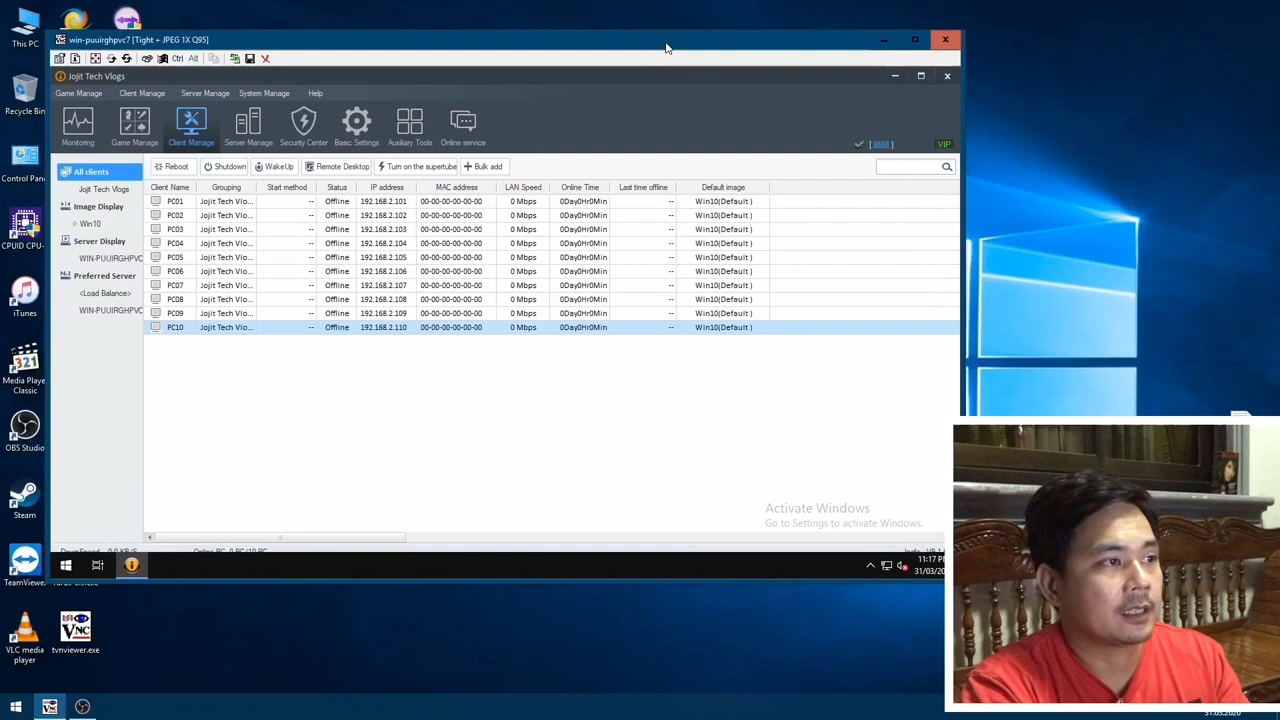 This PC
Recycle Bin
Control Pan
CPUID CPU-
iTunes
Media Playe
Classic
OBS Studio
Steam
TeamViewer
VLC media
player
VNC
tvnviewer.exe
win-puuirghpvc7 [Tight + JPEG 1X Q95]
Ctrl Alt
Jojit Tech Vlogs
Game Manage Client Manage Server Manage System Manage Help
Monitoring Game Manage Client Manage Server Manage Security Center Basic Settings Auxiliary Tools Online service
[ 8888 ] VIP
Reboot Shutdown WakeUp Remote Desktop Turn on the supertube Bulk add
All clients
Jojit Tech Vlogs
Image Display
Win10
Server Display
WIN-PUUIRGHPVC
Preferred Server
<Load Balance>
WIN-PUUIRGHPVC
Client Name Grouping Start method Status IP address MAC address LAN Speed Online Time Last time offline Default image
PC01 Jojit Tech Vlo... -- Offline 192.168.2.101 00-00-00-00-00-00 0 Mbps 0Day0Hr0Min -- Win10(Default )
PC02 Jojit Tech Vlo... -- Offline 192.168.2.102 00-00-00-00-00-00 0 Mbps 0Day0Hr0Min -- Win10(Default )
PC03 Jojit Tech Vlo... -- Offline 192.168.2.103 00-00-00-00-00-00 0 Mbps 0Day0Hr0Min -- Win10(Default )
PC04 Jojit Tech Vlo... -- Offline 192.168.2.104 00-00-00-00-00-00 0 Mbps 0Day0Hr0Min -- Win10(Default )
PC05 Jojit Tech Vlo... -- Offline 192.168.2.105 00-00-00-00-00-00 0 Mbps 0Day0Hr0Min -- Win10(Default )
PC06 Jojit Tech Vlo... -- Offline 192.168.2.106 00-00-00-00-00-00 0 Mbps 0Day0Hr0Min -- Win10(Default )
PC07 Jojit Tech Vlo... -- Offline 192.168.2.107 00-00-00-00-00-00 0 Mbps 0Day0Hr0Min -- Win10(Default )
PC08 Jojit Tech Vlo... -- Offline 192.168.2.108 00-00-00-00-00-00 0 Mbps 0Day0Hr0Min -- Win10(Default )
PC09 Jojit Tech Vlo... -- Offline 192.168.2.109 00-00-00-00-00-00 0 Mbps 0Day0Hr0Min -- Win10(Default )
PC10 Jojit Tech Vlo... -- Offline 192.168.2.110 00-00-00-00-00-00 0 Mbps 0Day0Hr0Min -- Win10(Default )
Activate Windows
Go to Settings to activate Windows.
11:17 PM
31/03/20
31.03.2020